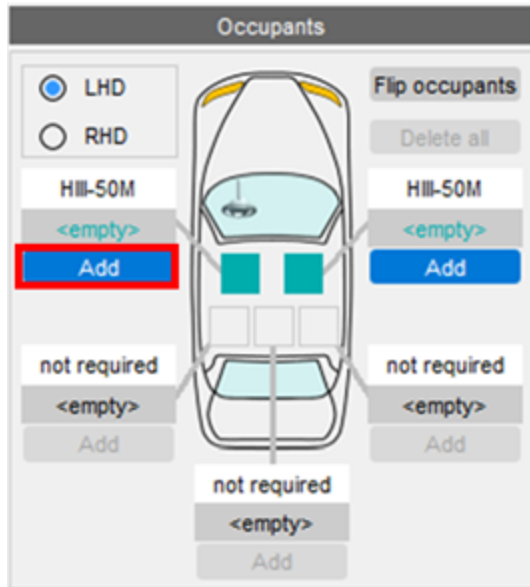 Occupants
LHD
RHD
Flip occupants
Delete all
HIII-50M
<empty>
Add
HIII-50M
<empty>
Add
not required
<empty>
Add
not required
<empty>
Add
not required
<empty>
Add